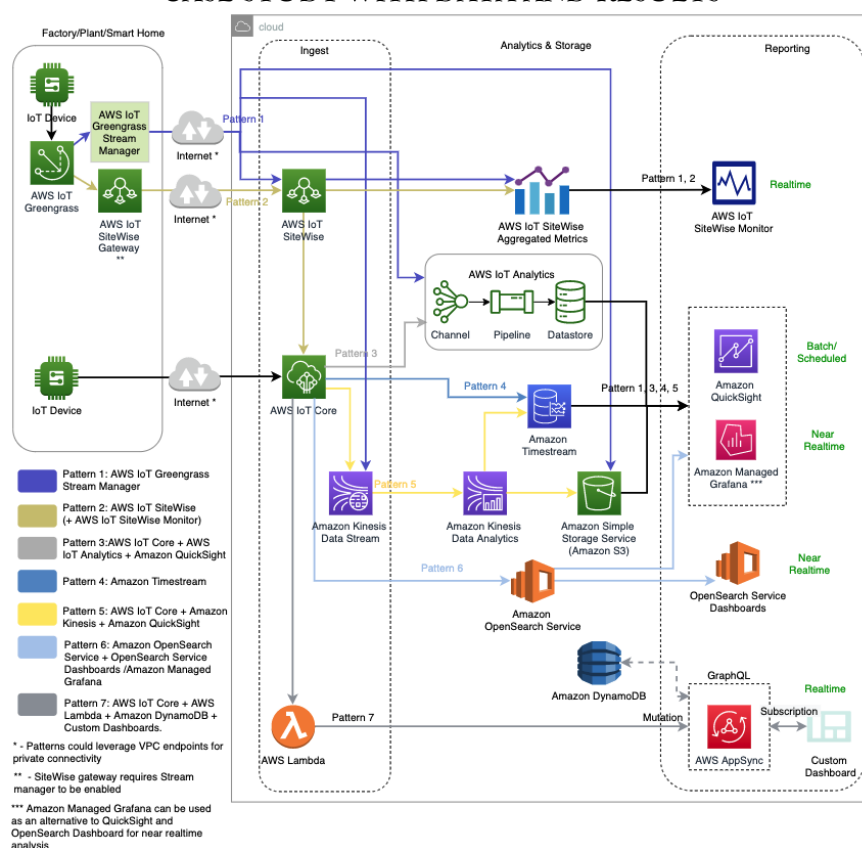 CASE STUDY WITH DATA AND RESULTS
cloud
Factory/Plant/Smart Home
Ingest
Analytics & Storage
Reporting
IoT Device
AWS IoT
Greengrass
Stream
Manager
Internet *
Pattern 1
AWS IoT
Greengrass
AWS IoT
SiteWise
Gateway
**
Internet *
Pattern 2
AWS IoT
SiteWise
AWS IoT SiteWise
Aggregated Metrics
Pattern 1, 2
AWS IoT
SiteWise Monitor
Realtime
AWS IoT Analytics
Channel
Pipeline
Datastore
Pattern 3
IoT Device
Internet *
AWS IoT Core
Pattern 4
Amazon
Timestream
Pattern 1, 3, 4, 5
Amazon
QuickSight
Batch/
Scheduled
Amazon Managed
Grafana ***
Near
Realtime
Amazon Kinesis
Data Stream
Pattern 5
Amazon Kinesis
Data Analytics
Amazon Simple
Storage Service
(Amazon S3)
Pattern 6
Amazon
OpenSearch Service
OpenSearch Service
Dashboards
Near
Realtime
Amazon DynamoDB
GraphQL
AWS Lambda
Pattern 7
Mutation
AWS AppSync
Subscription
Realtime
Custom
Dashboard
Pattern 1: AWS IoT Greengrass
Stream Manager
Pattern 2: AWS IoT SiteWise
(+ AWS IoT SiteWise Monitor)
Pattern 3:AWS IoT Core + AWS
IoT Analytics + Amazon QuickSight
Pattern 4: Amazon Timestream
Pattern 5: AWS IoT Core + Amazon
Kinesis + Amazon QuickSight
Pattern 6: Amazon OpenSearch
Service + OpenSearch Service
Dashboards /Amazon Managed
Grafana
Pattern 7: AWS IoT Core + AWS
Lambda + Amazon DynamoDB +
Custom Dashboards.
* - Patterns could leverage VPC endpoints for
private connectivity
** - SiteWise gateway requires Stream
manager to be enabled
*** Amazon Managed Grafana can be used
as an alternative to QuickSight and
OpenSearch Dashboard for near realtime
analysis